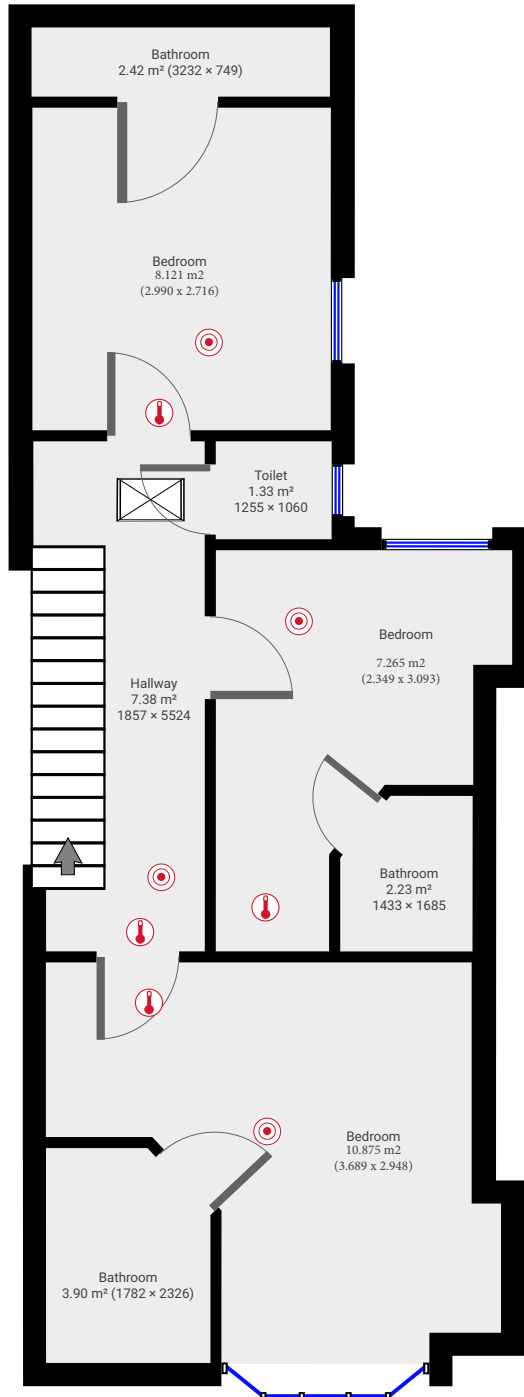 Bathroom
2.42 m² (3232 × 749)
Bedroom
8.121 m2
(2.990 x 2.716)
Toilet
1.33 m²
1255 × 1060
Bedroom
7.265 m2
(2.349 x 3.093)
Hallway
7.38 m²
1857 × 5524
Bathroom
2.23 m²
1433 × 1685
Bedroom
10.875 m2
(3.689 x 2.948)
Bathroom
3.90 m² (1782 × 2326)